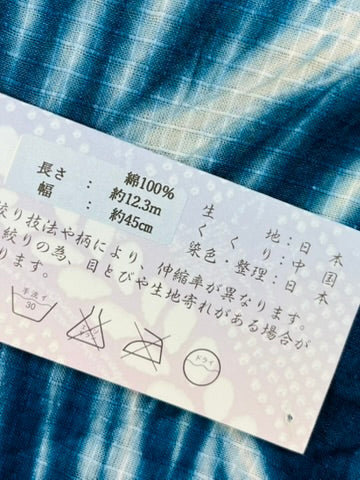 綿100%
長さ : 約12.3m
幅 : 約45cm
生地:日本
くくり:中国
染色・整理:日本
絞り技法や柄により、伸縮率が異なります。
絞りの為、目とびや生地寄れがある場合が
ります。
手洗イ
30
ドライ